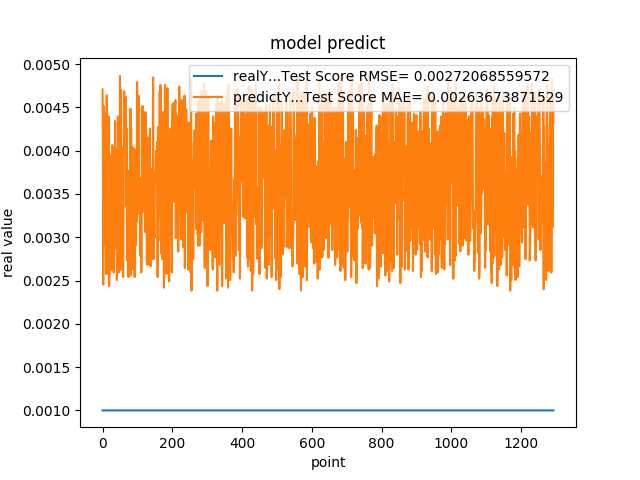 model predict
realY...Test Score RMSE= 0.00272068559572
predictY...Test Score MAE= 0.00263673871529
0.0050
0.0045
0.0040
0.0035
0.0030
0.0025
0.0020
0.0015
0.0010
real value
0 200 400 600 800 1000 1200
point